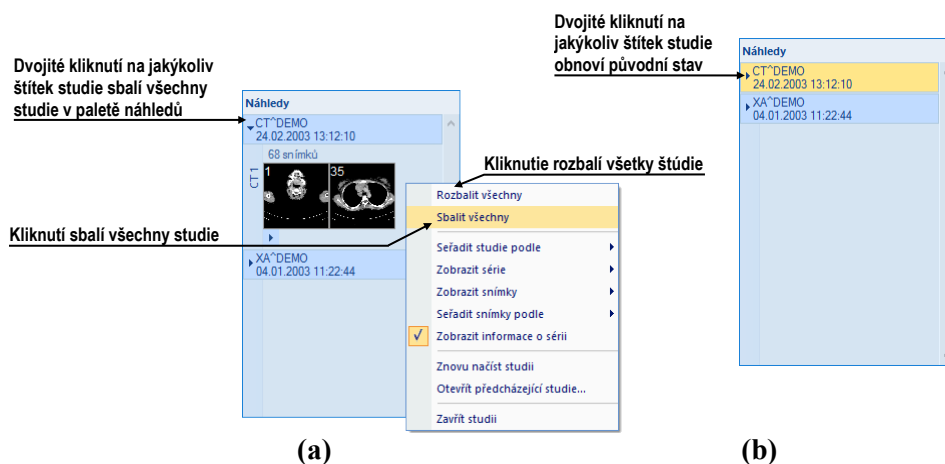 Dvojité kliknutí na jakýkoliv
štítek studie sbalí všechny
studie v paletě náhledů
Kliknutí sbalí všechny studie
Náhledy
CT^DEMO
24.02.2003 13:12:10
68 snímků
CT1
1
35
XA^DEMO
04.01.2003 11:22:44
Kliknutie rozbalí všetky štúdie
Rozbalit všechny
Sbalit všechny
Seřadit studie podle
Zobrazit série
Zobrazit snímky
Seřadit snímky podle
Zobrazit informace o sérii
Znovu načíst studii
Otevřít předcházející studie...
Zavřít studii
(a)
Dvojité kliknutí na
jakýkoliv štítek studie
obnoví původní stav
Náhledy
CT^DEMO
24.02.2003 13:12:10
XA^DEMO
04.01.2003 11:22:44
(b)